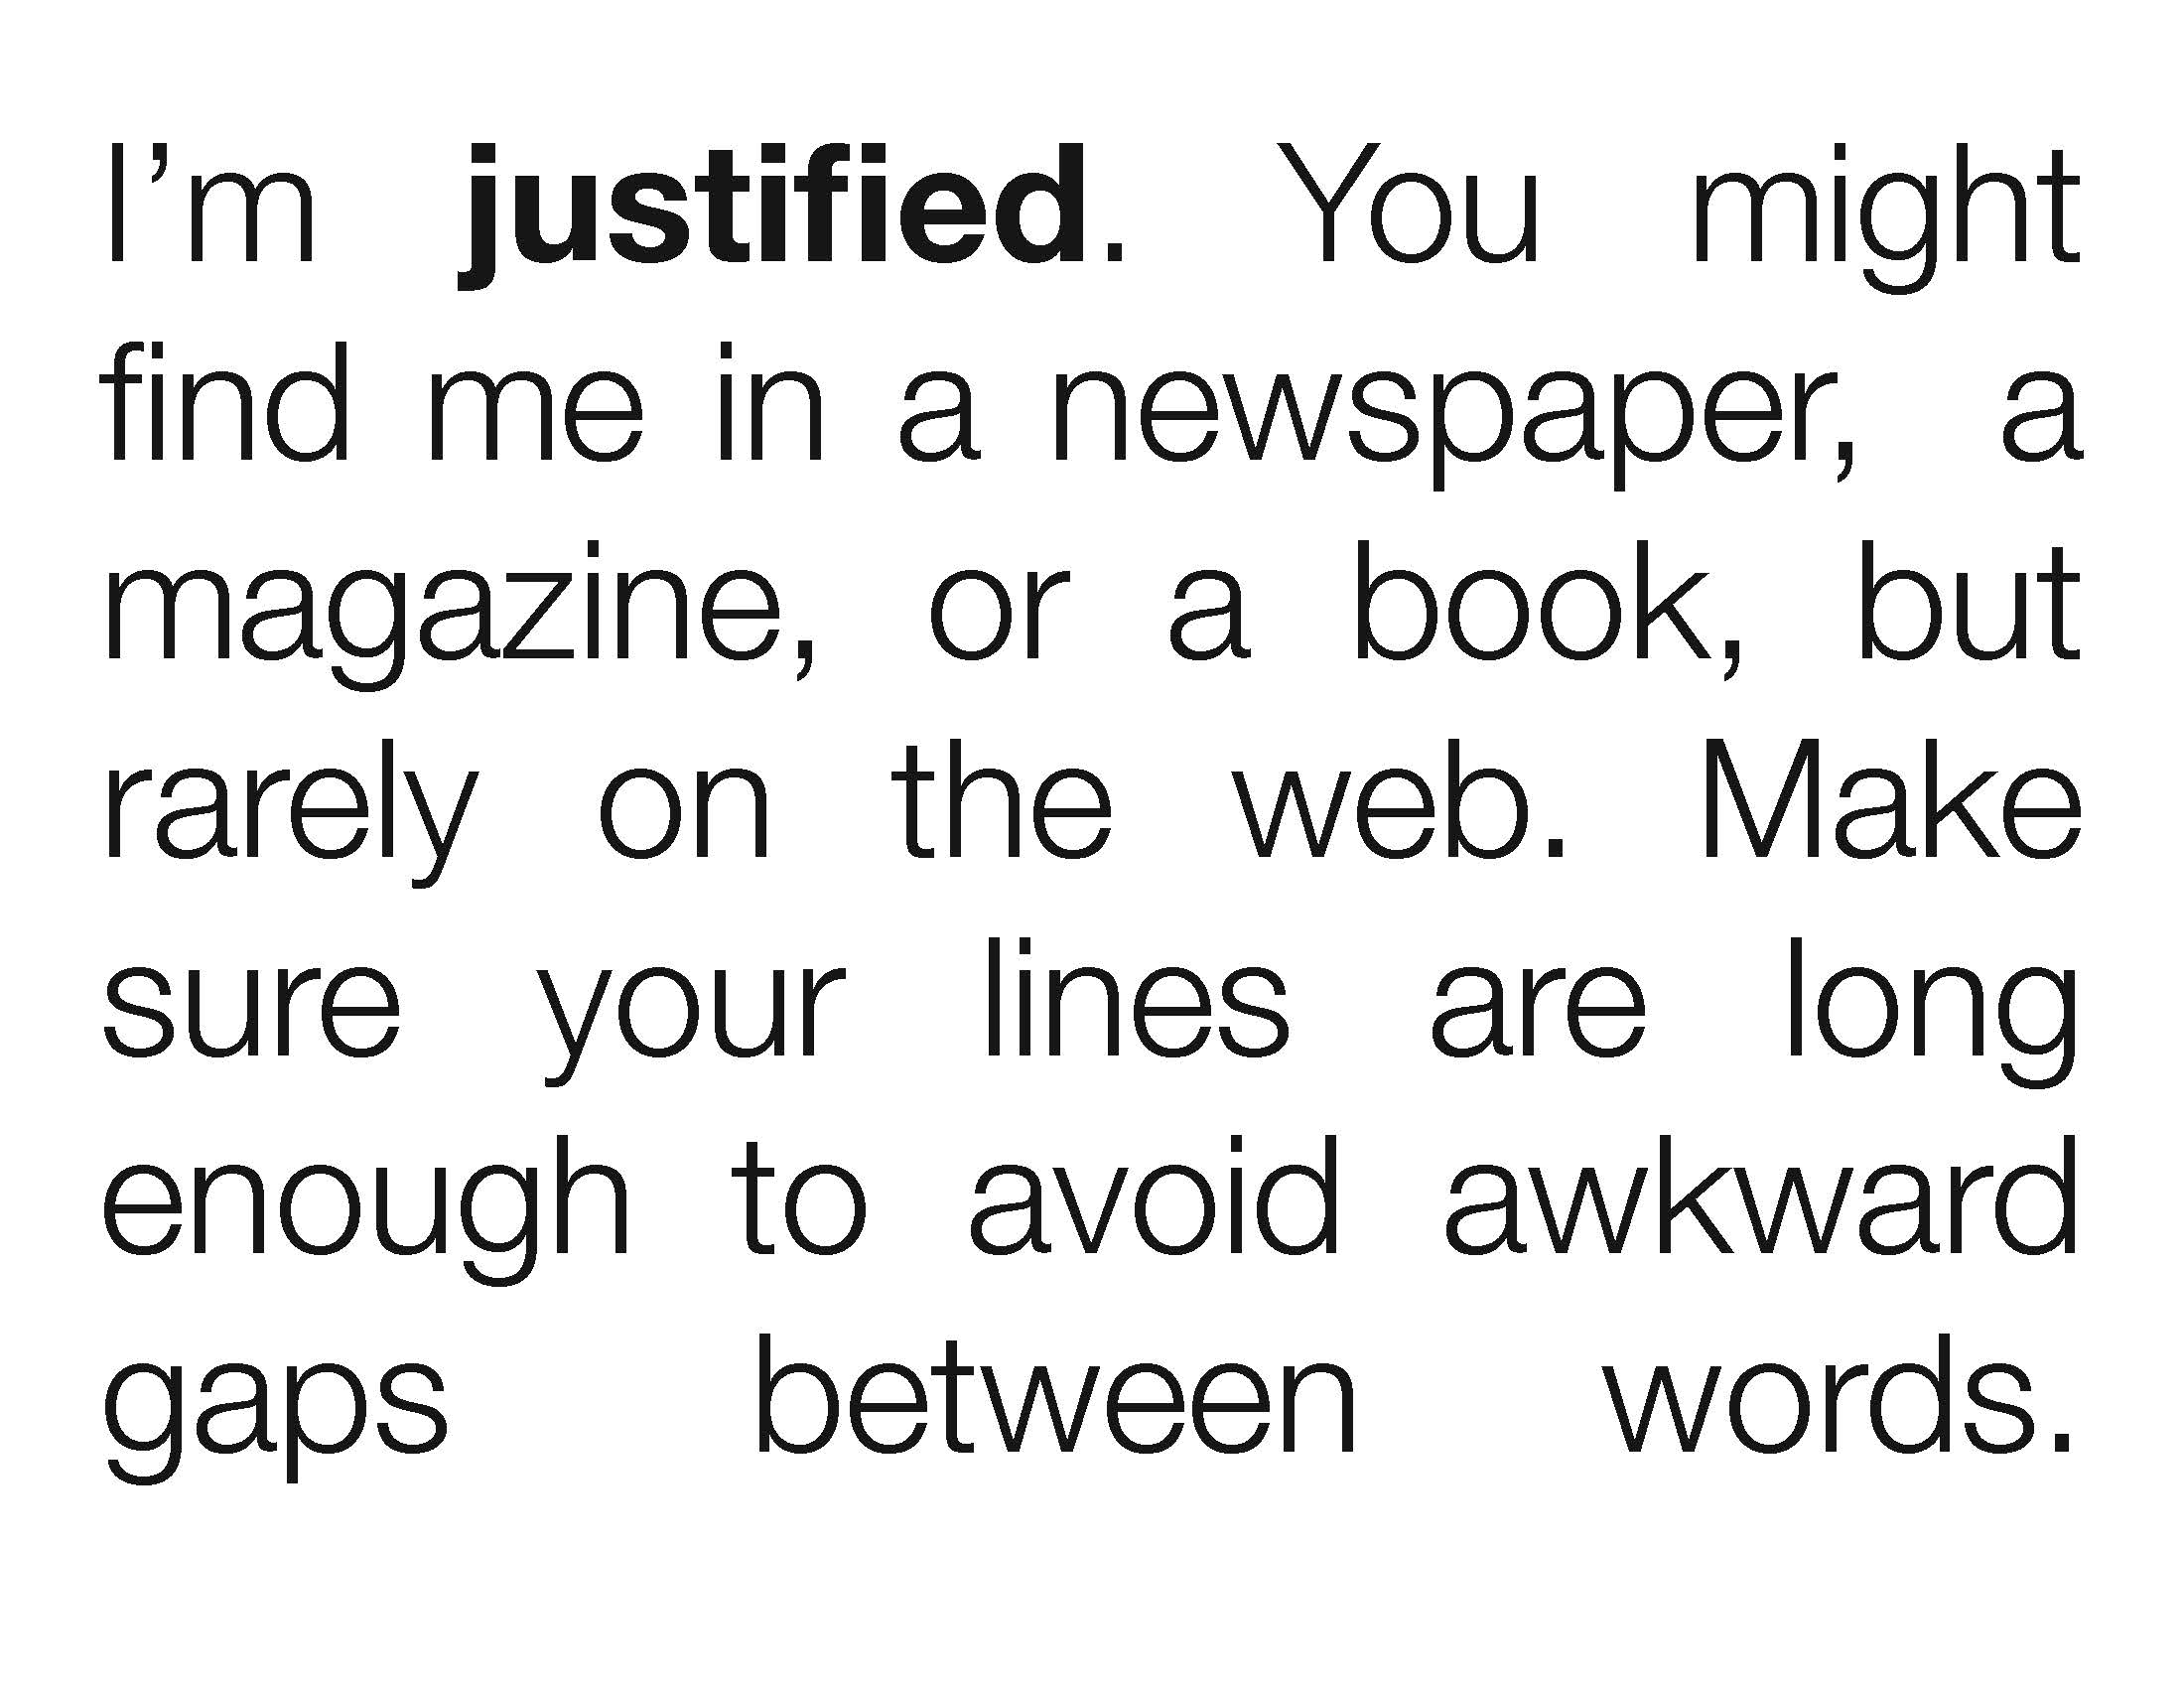 I’m justified. You might
find me in a newspaper, a
magazine, or a book, but
rarely on the web. Make
sure your lines are long
enough to avoid awkward
gaps between words.